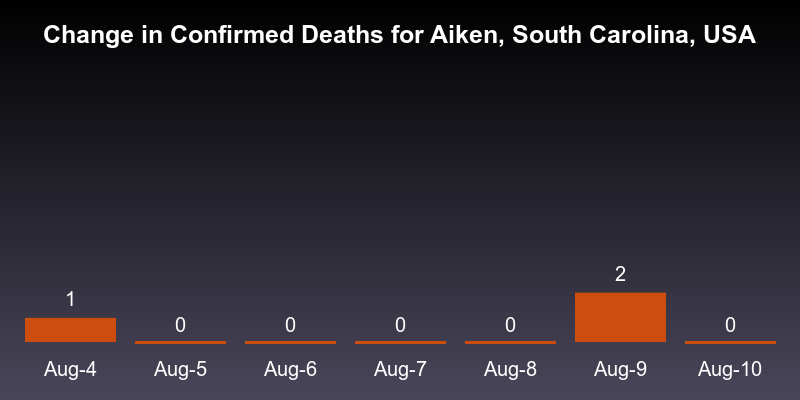 Change in Confirmed Deaths for Aiken, South Carolina, USA
1 0 0 0 0 2 0
Aug-4 Aug-5 Aug-6 Aug-7 Aug-8 Aug-9 Aug-10